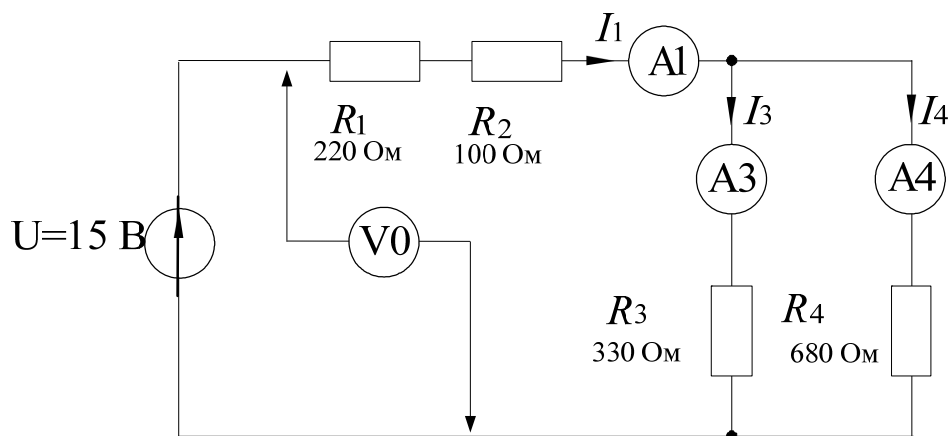 I1
A1
R1
220 Ом
R2
100 Ом
I3
I4
A3
A4
U=15 В
V0
R3
330 Ом
R4
680 Ом